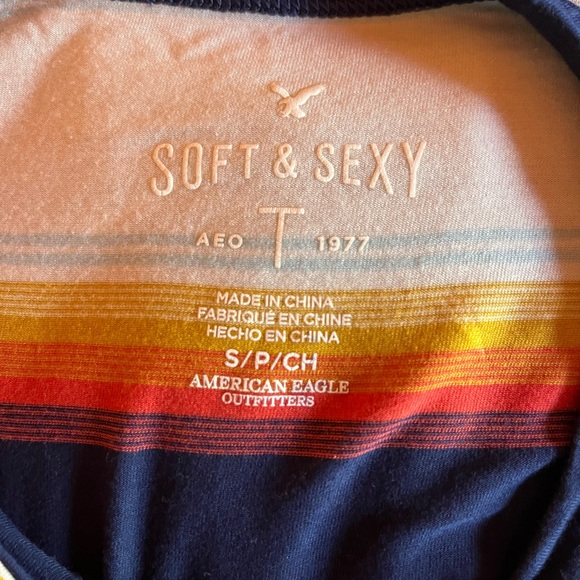 SOFT & SEXY
T
AEO 1977
MADE IN CHINA
FABRIQUÉ EN CHINE
HECHO EN CHINA
S/P/CH
AMERICAN EAGLE
OUTFITTERS